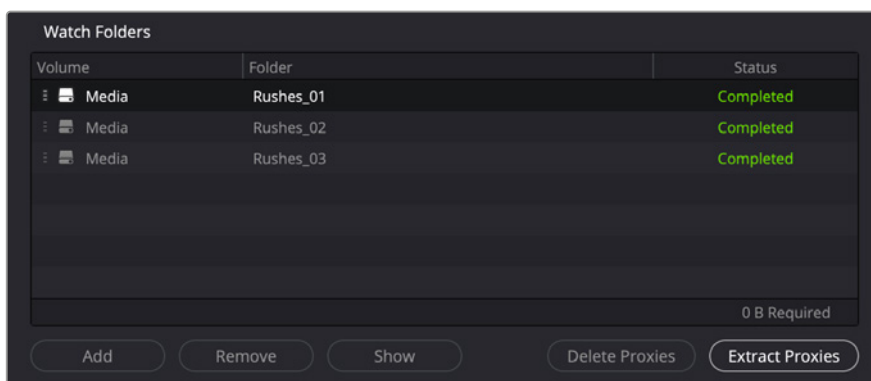 Watch Folders
Volume Folder Status
Media Rushes_01 Completed
Media Rushes_02 Completed
Media Rushes_03 Completed
0 B Required
Add Remove Show Delete Proxies Extract Proxies